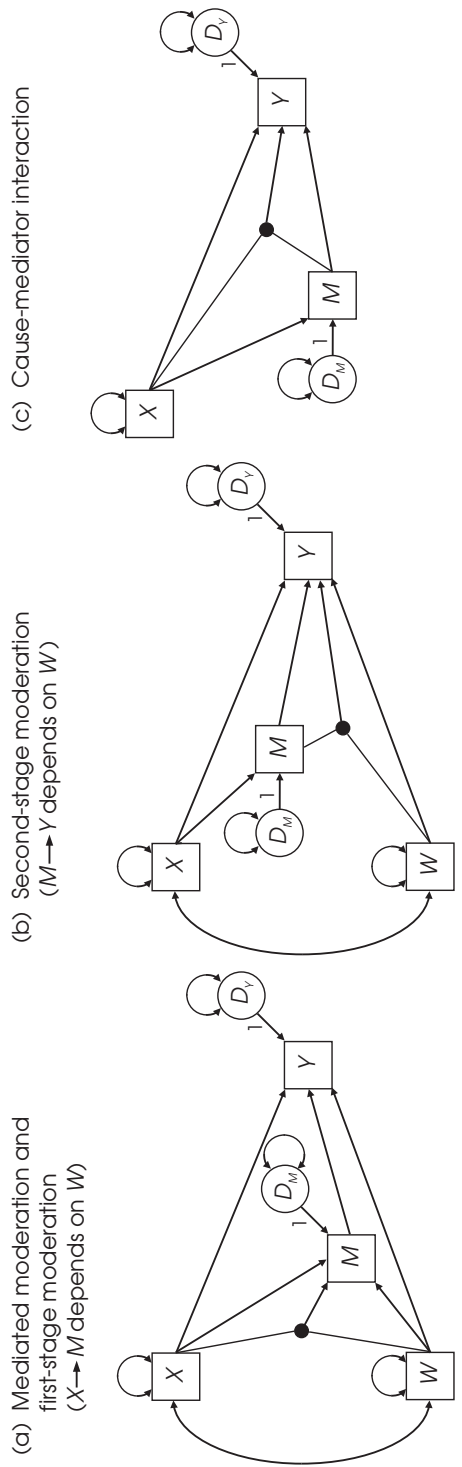 (a) Mediated moderation and
first-stage moderation
(X → M depends on W)
X
W
M
1
D_M
Y
1
D_Y
(b) Second-stage moderation
(M → Y depends on W)
X
W
D_M
1
M
Y
1
D_Y
(c) Cause-mediator interaction
X
D_M
1
M
Y
1
D_Y